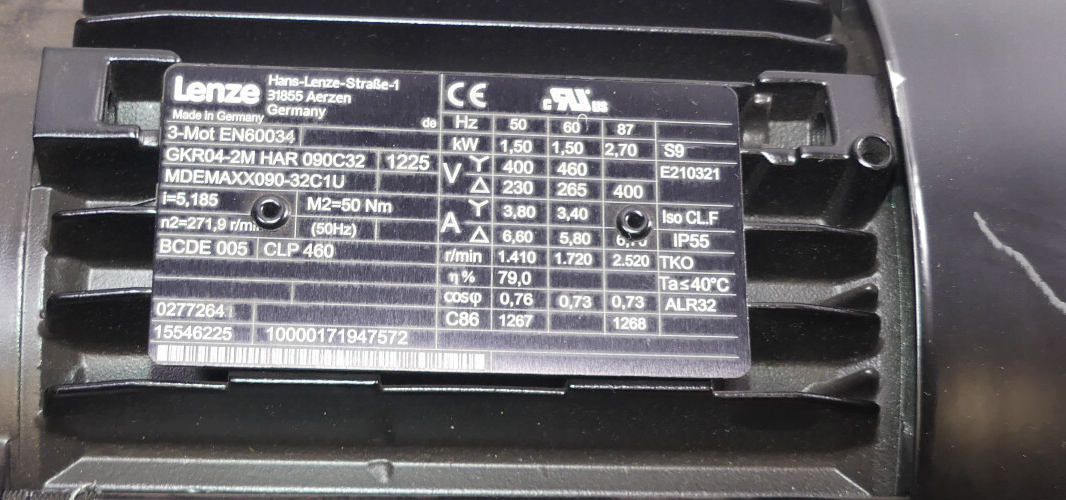 Lenze
Hans-Lenze-Straße-1
31855 Aerzen
Germany
Made In Germany
de
3-Mot EN60034
GKR04-2M HAR 090C32 1225
MDEMAXX090-32C1U
i=5,185 M2=50 Nm
n2=271,9 r/min (50Hz)
BCDE 005 CLP 460
0277264
15546225 10000171947572
CE c RU us
Hz 50 60 87
kW 1,50 1,50 2,70 S9
V Y 400 460 E210321
Δ 230 265 400
A Y 3,80 3,40 Iso CL.F
Δ 6,60 5,80 6,70 IP55
r/min 1.410 1.720 2.520 TKO
η% 79,0 Ta≤40°C
cosφ 0,76 0,73 0,73 ALR32
C86 1267 1268